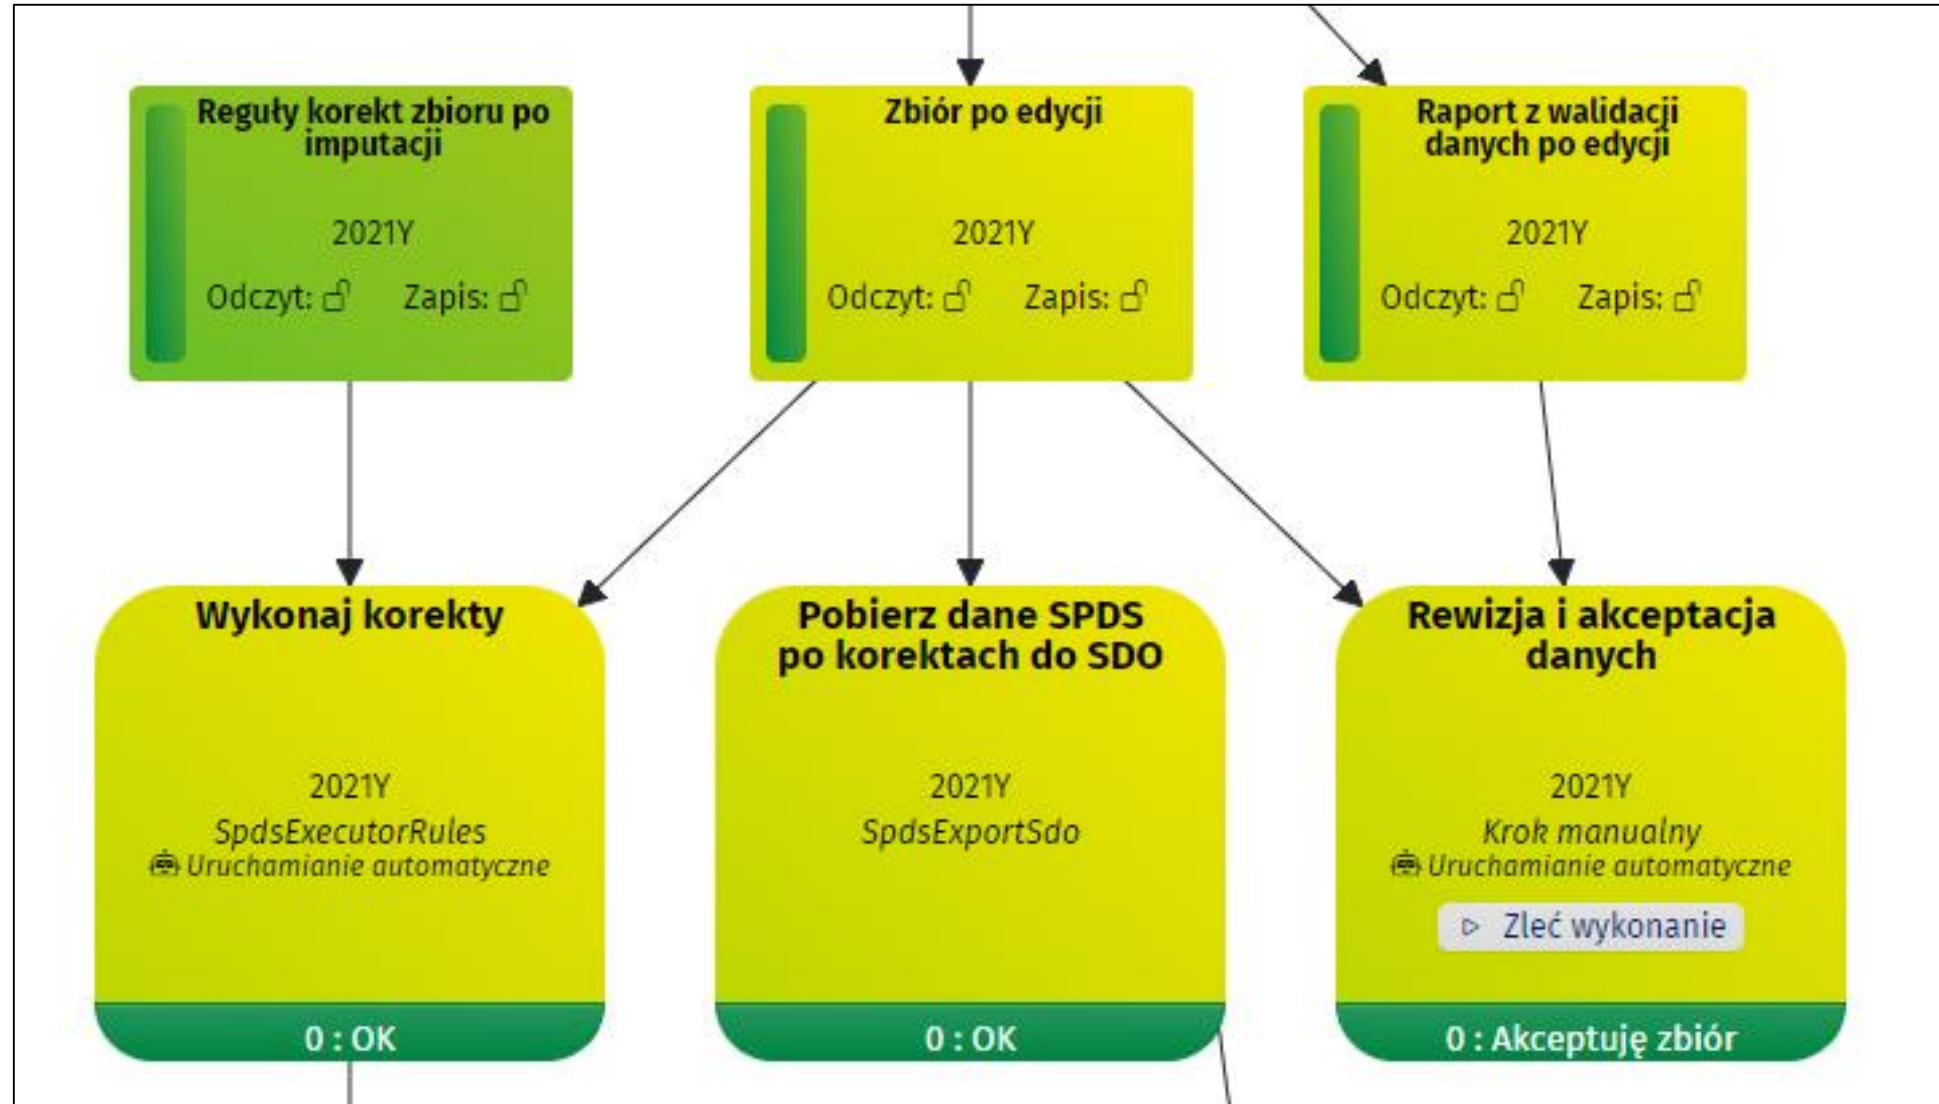 Reguły korekt zbioru po
imputacji
2021Y
Odczyt: Zapis:
Zbiór po edycji
2021Y
Odczyt: Zapis:
Raport z walidacji
danych po edycji
2021Y
Odczyt: Zapis:
Wykonaj korekty
2021Y
SpdsExecutorRules
Uruchamianie automatyczne
0 : OK
Pobierz dane SPDS
po korektach do SDO
2021Y
SpdsExportSdo
0 : OK
Rewizja i akceptacja
danych
2021Y
Krok manualny
Uruchamianie automatyczne
Zleć wykonanie
0 : Akceptuję zbiór